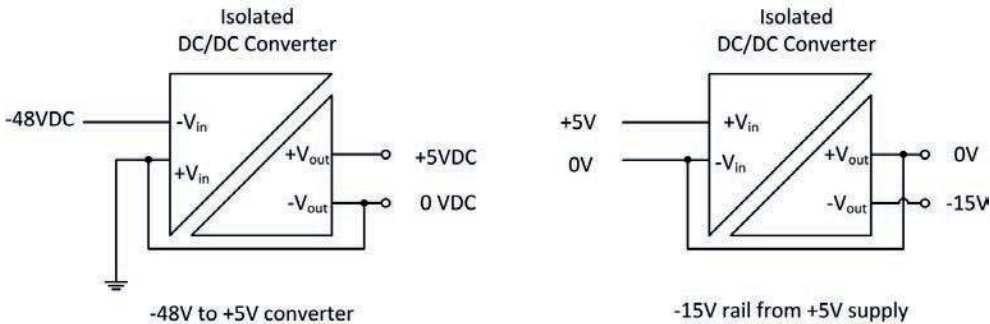 Isolated
DC/DC Converter
-48VDC
-Vin
+Vin
+Vout
-Vout
+5VDC
0 VDC
-48V to +5V converter
Isolated
DC/DC Converter
+5V
0V
+Vin
-Vin
+Vout
-Vout
0V
-15V
-15V rail from +5V supply